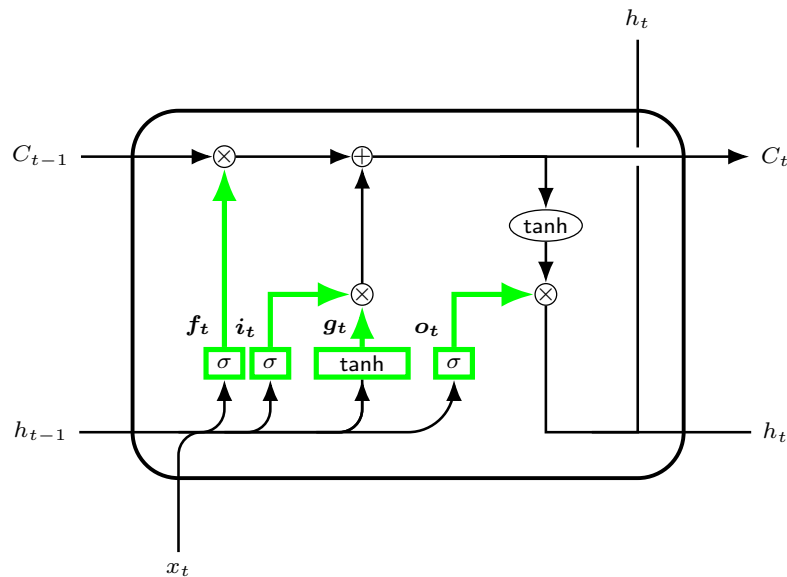 h_t
C_{t-1} × + C_t
tanh
×
×
f_t i_t g_t o_t
σ σ tanh σ
h_{t-1} h_t
x_t